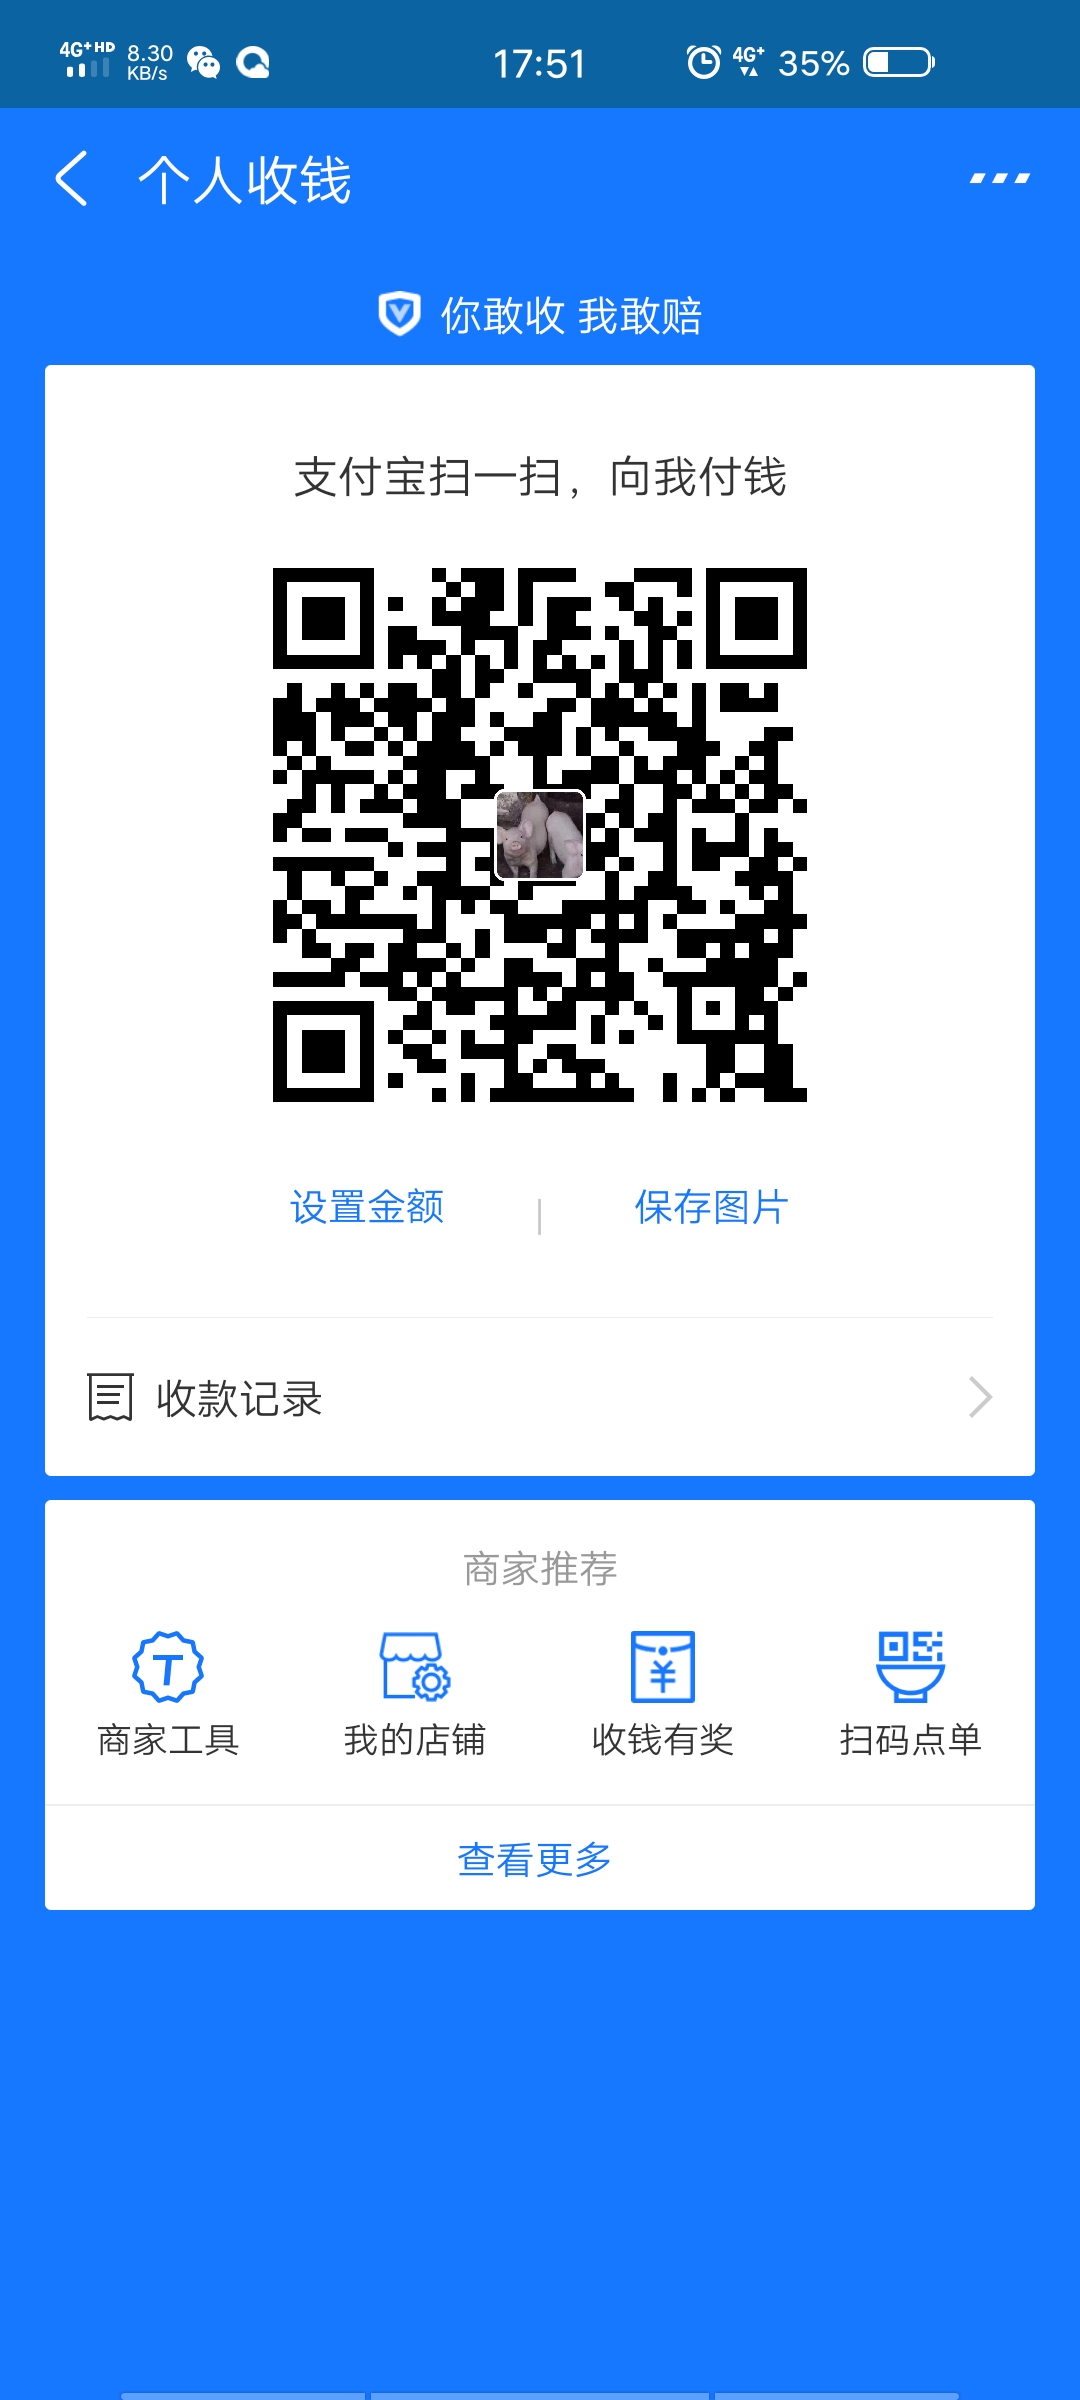 4G+HD 8.30 KB/s 17:51 4G+ 35%
个人收钱
你敢收 我敢赔
支付宝扫一扫，向我付钱
设置金额 保存图片
收款记录
商家推荐
商家工具 我的店铺 收钱有奖 扫码点单
查看更多